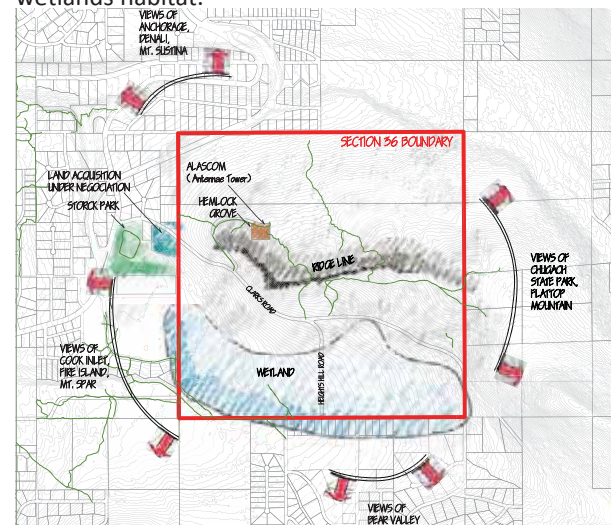 wetlands habitat.
VIEWS OF
ANCHORAGE,
DENALI,
MT. SUSTINA
SECTION 36 BOUNDARY
LAND ACQUISITION
UNDER NEGOCIATION
STORCK PARK
ALASCOM
( Antennae Tower)
HEMLOCK
GROVE
RIDGE LINE
CLARKS ROAD
VIEWS OF
CHUGACH
STATE PARK,
FLATTOP
MOUNTAIN
VIEWS OF
COOK INLET,
FIRE ISLAND,
MT. SPAR
WETLAND
HEIGHTS HILL ROAD
VIEWS OF
BEAR VALLEY